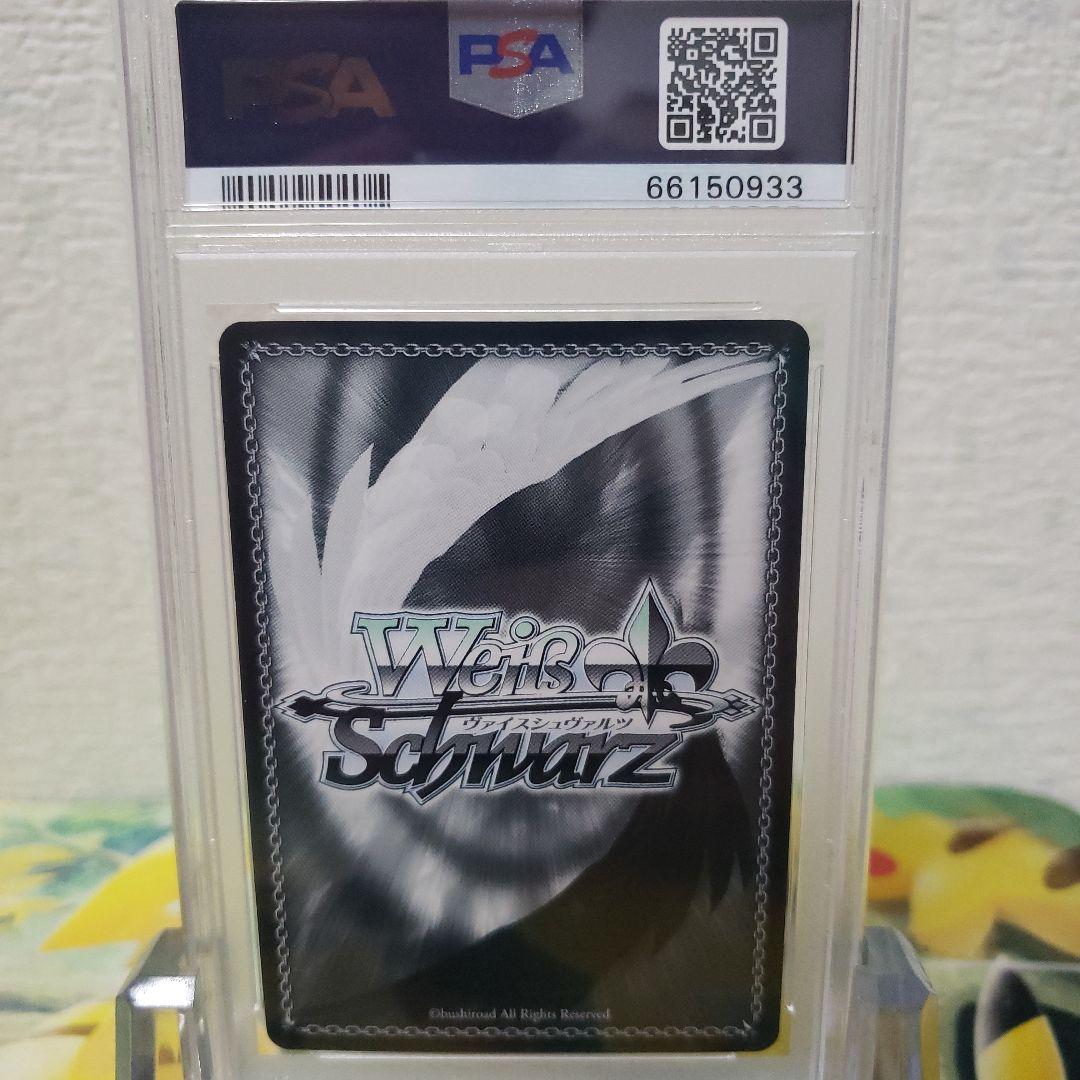 PSA
PSA
66150933
Weiß
ヴァイスシュヴァルツ
Schwarz
©bushiroad All Rights Reserved